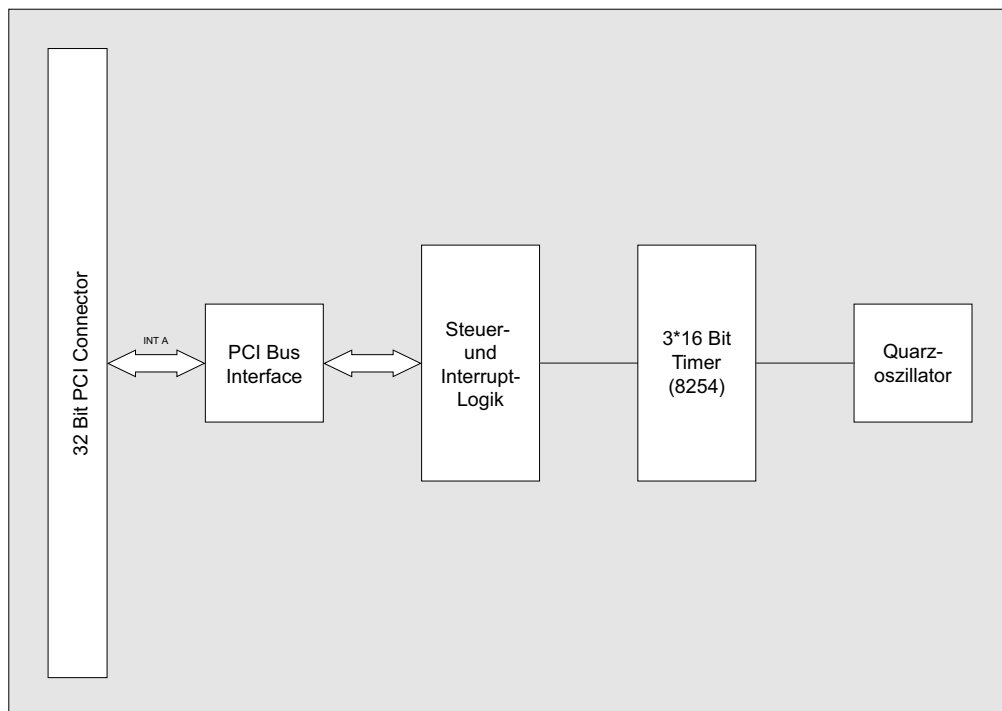 32 Bit PCI Connector
INT A
PCI Bus
Interface
Steuer-
und
Interrupt-
Logik
3*16 Bit
Timer
(8254)
Quarz-
oszillator